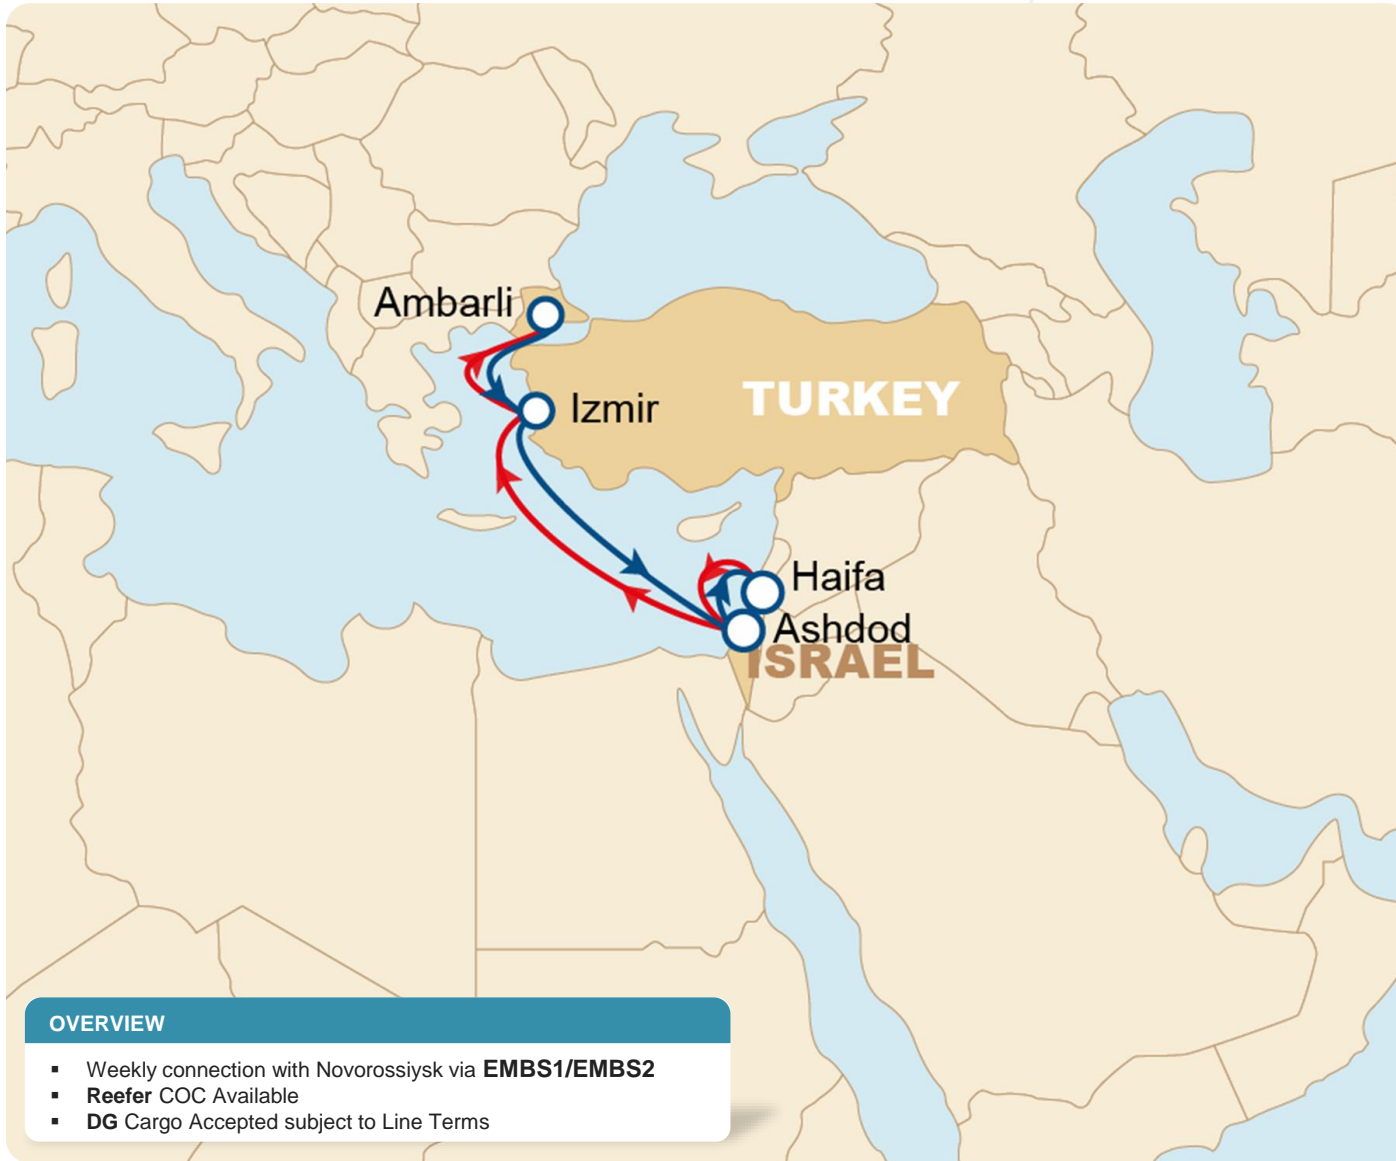 Ambarli
Izmir
TURKEY
Haifa
Ashdod
ISRAEL
OVERVIEW
▪ Weekly connection with Novorossiysk via EMBS1/EMBS2
▪ Reefer COC Available
▪ DG Cargo Accepted subject to Line Terms